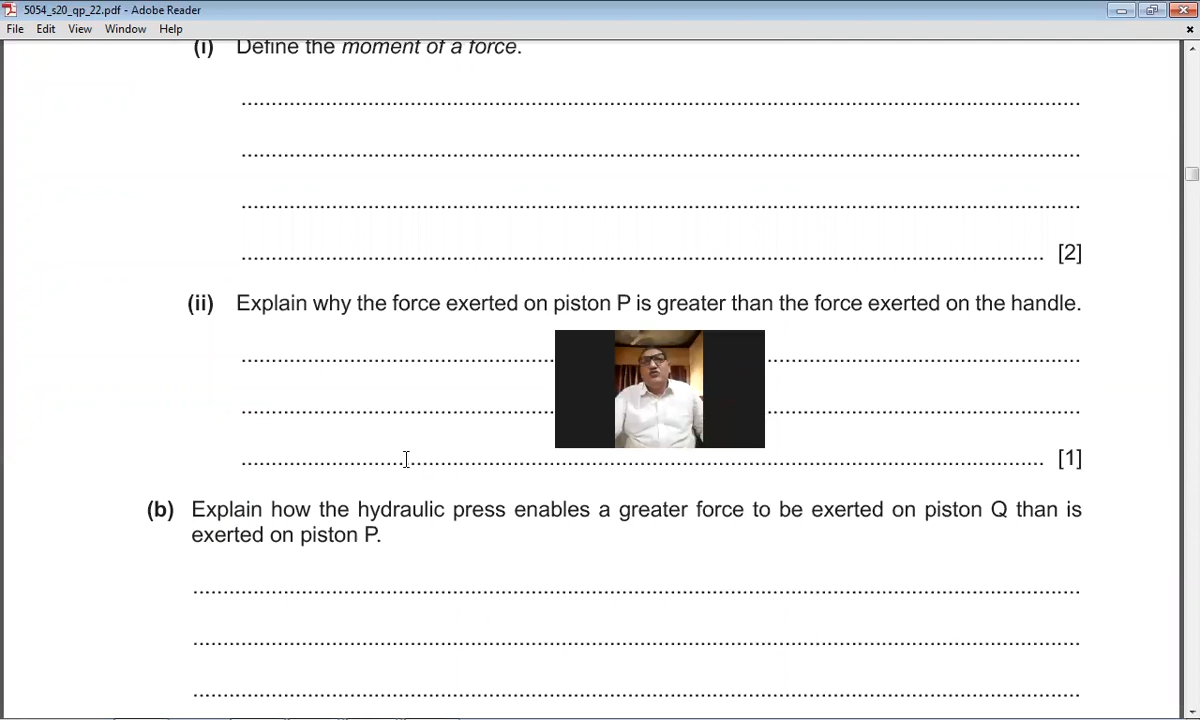 5054_s20_qp_22.pdf - Adobe Reader
File Edit View Window Help
(i) Define the moment of a force.
[2]
(ii) Explain why the force exerted on piston P is greater than the force exerted on the handle.
[1]
(b) Explain how the hydraulic press enables a greater force to be exerted on piston Q than is
exerted on piston P.